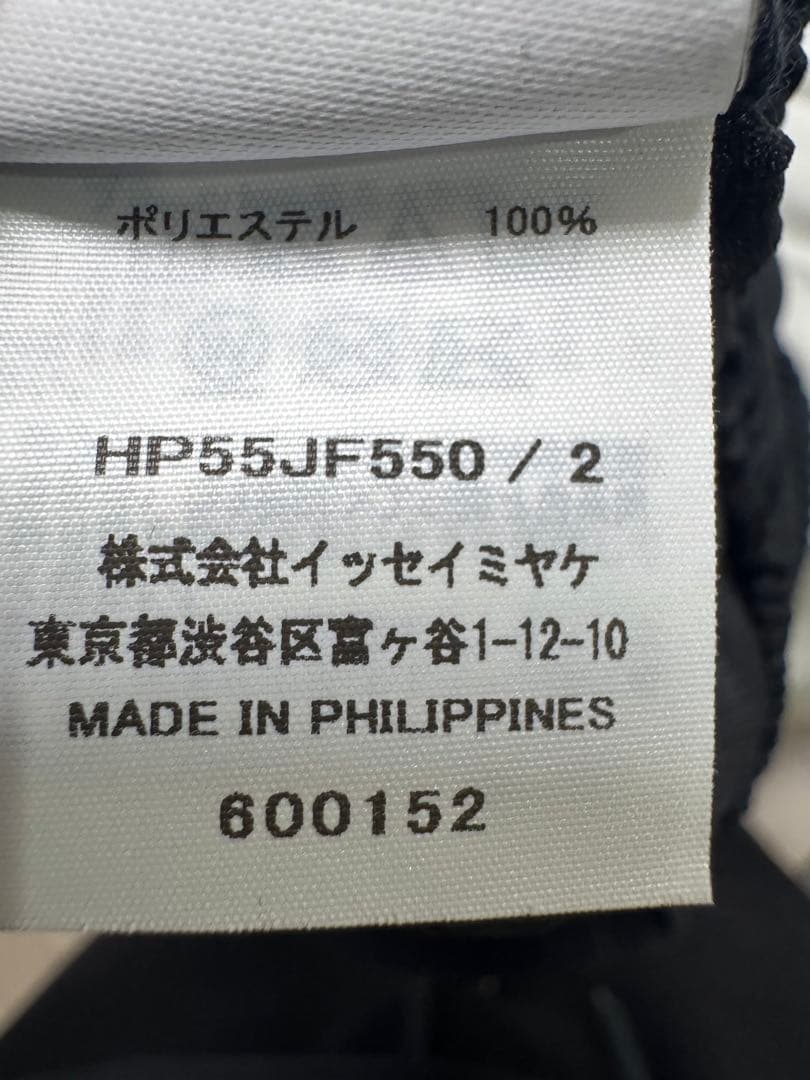 ポリエステル 100%
HP55JF550 / 2
株式会社イッセイミヤケ
東京都渋谷区富ヶ谷1-12-10
MADE IN PHILIPPINES
600152